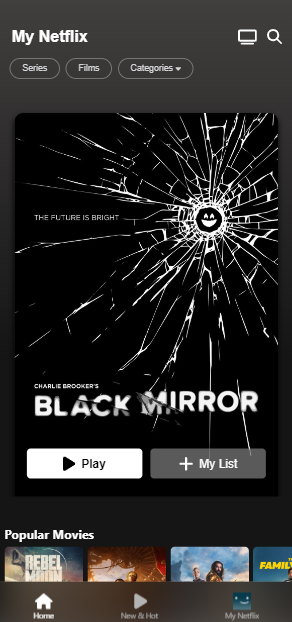 My Netflix
Series
Films
Categories
THE FUTURE IS BRIGHT
CHARLIE BROOKER'S
BLACK MIRROR
Play
My List
Popular Movies
REBEL
MOON
FAMILY
Home
New & Hot
My Netflix